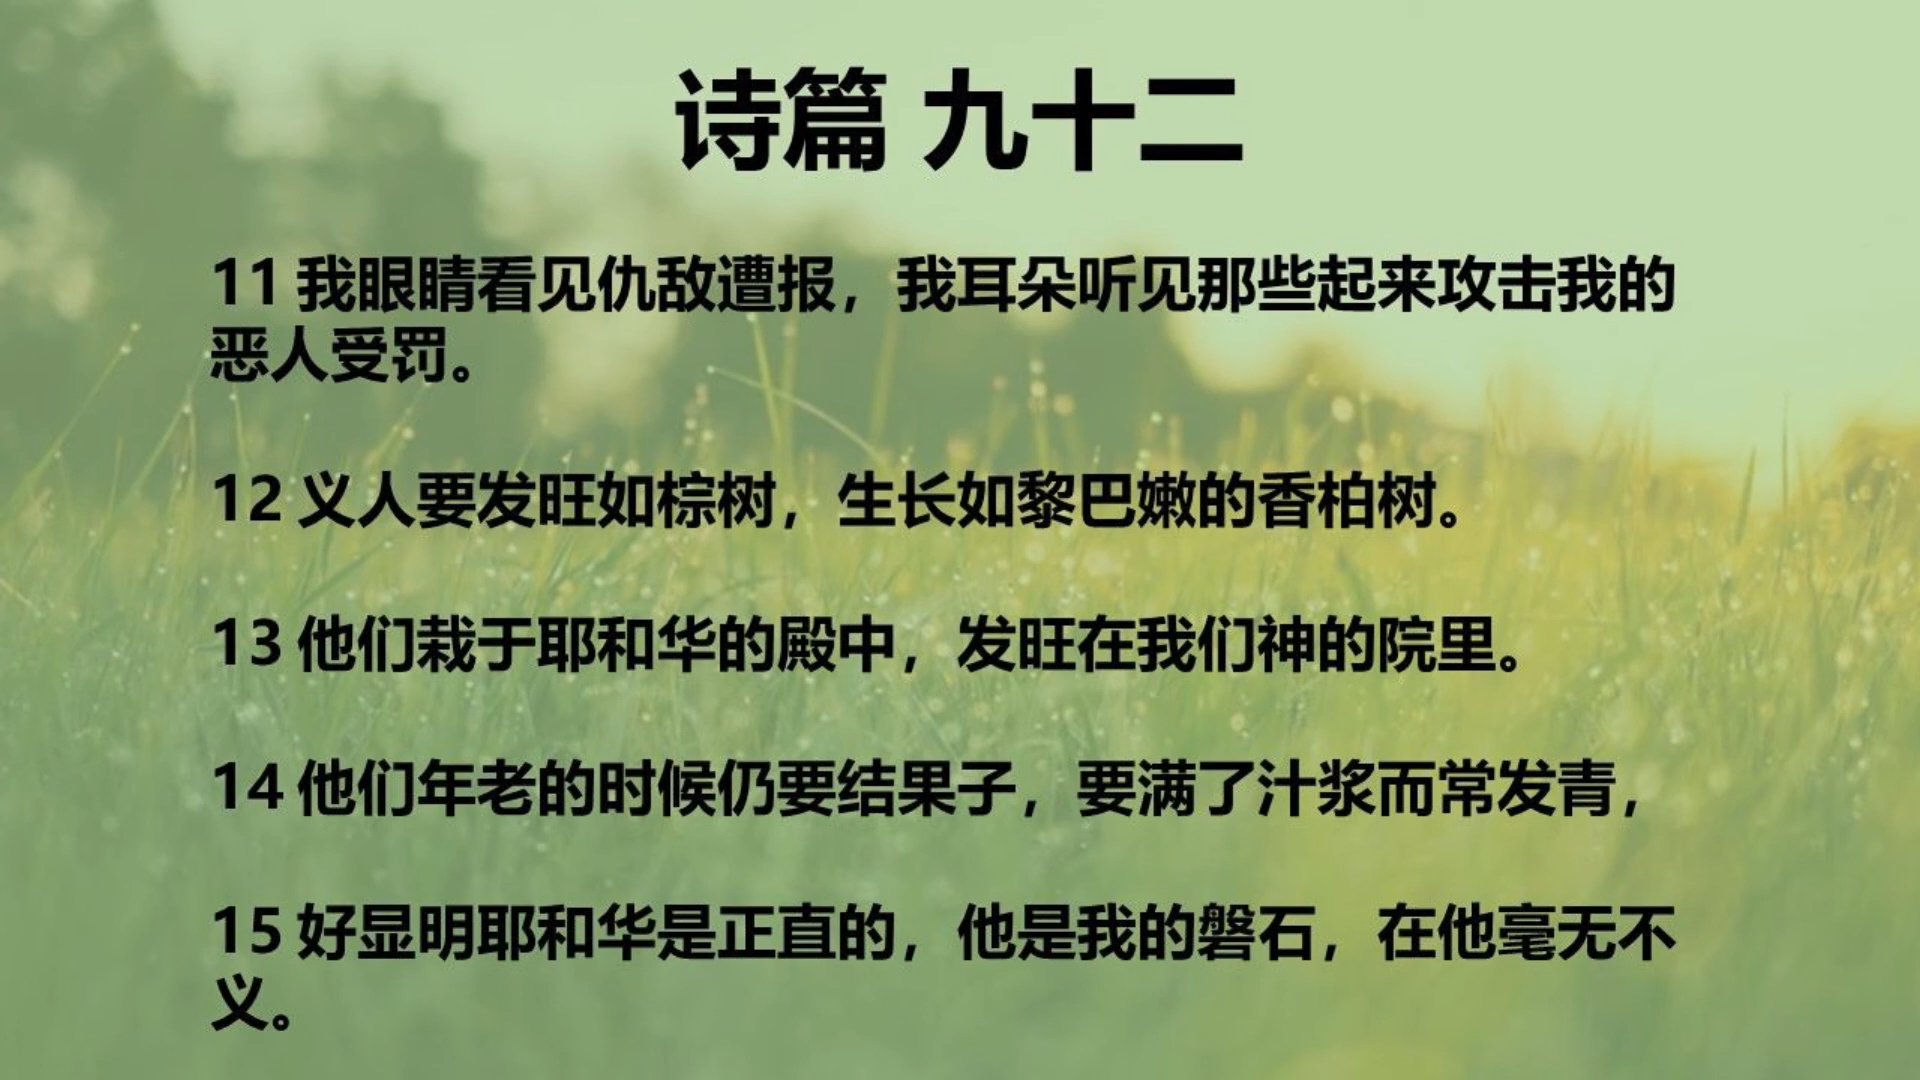 诗篇 九十二
11 我眼睛看见仇敌遭报，我耳朵听见那些起来攻击我的
恶人受罚。
12 义人要发旺如棕树，生长如黎巴嫩的香柏树。
13 他们栽于耶和华的殿中，发旺在我们神的院里。
14 他们年老的时候仍要结果子，要满了汁浆而常发青，
15 好显明耶和华是正直的，他是我的磐石，在他毫无不
义。